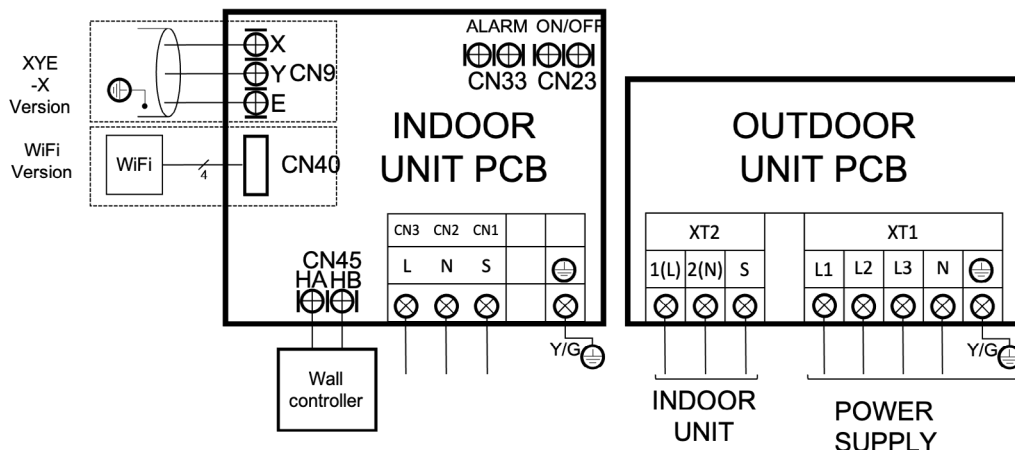 XYE
-X
Version
X
Y CN9
E
ALARM ON/OFF
CN33 CN23
WiFi
Version
WiFi
4
CN40
INDOOR
UNIT PCB
CN3 CN2 CN1
L N S
CN45
HA HB
Y/G
Wall
controller
OUTDOOR
UNIT PCB
XT2 XT1
1(L) 2(N) S L1 L2 L3 N
Y/G
INDOOR
UNIT
POWER
SUPPLY